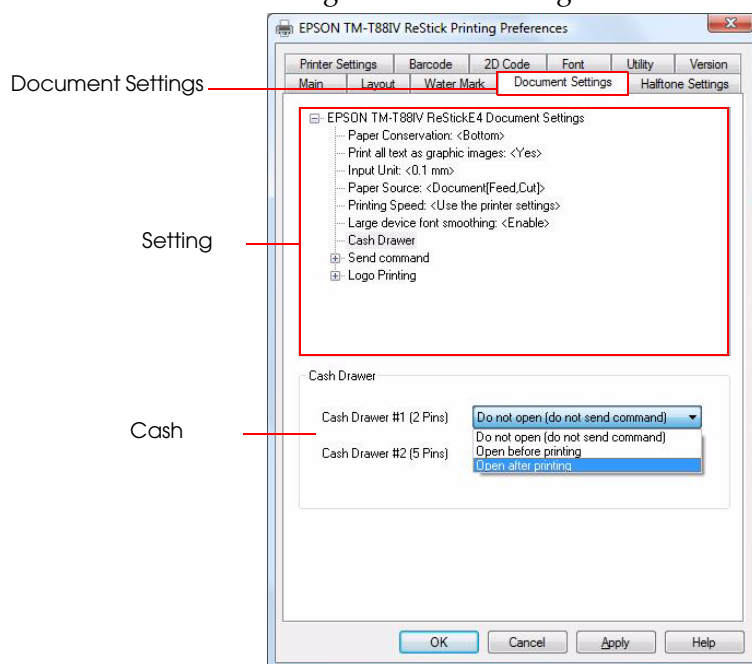 EPSON TM-T88IV ReStick Printing Preferences
Printer Settings Barcode 2D Code Font Utility Version
Main Layout Water Mark Document Settings Halftone Settings
Document Settings
EPSON TM-T88IV ReStickE4 Document Settings
Paper Conservation: <Bottom>
Print all text as graphic images: <Yes>
Input Unit: <0.1 mm>
Paper Source: <Document[Feed,Cut]>
Printing Speed: <Use the printer settings>
Large device font smoothing: <Enable>
Cash Drawer
Send command
Logo Printing
Setting
Cash Drawer
Cash Drawer #1 (2 Pins) Do not open (do not send command)
Do not open (do not send command)
Open before printing
Open after printing
Cash Drawer #2 (5 Pins)
Cash
OK Cancel Apply Help